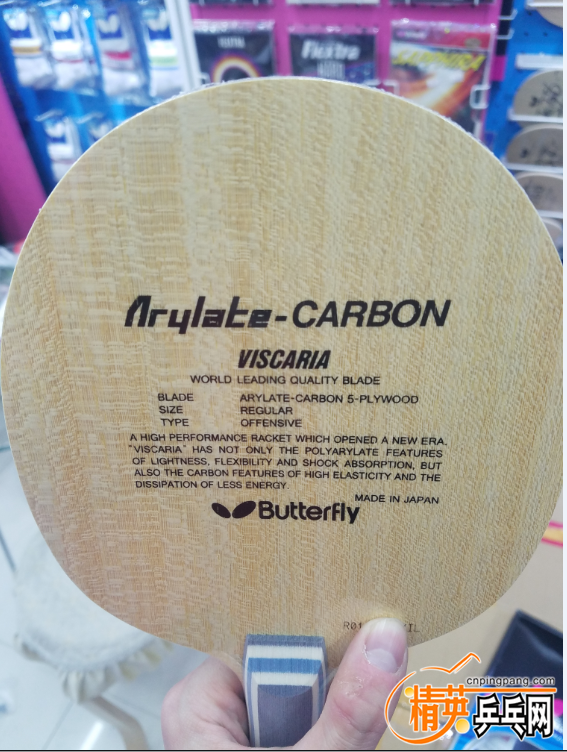 Arylate-CARBON
VISCARIA
WORLD LEADING QUALITY BLADE
BLADE ARYLATE-CARBON 5-PLYWOOD
SIZE REGULAR
TYPE OFFENSIVE
A HIGH PERFORMANCE RACKET WHICH OPENED A NEW ERA.
"VISCARIA" HAS NOT ONLY THE POLYARYLATE FEATURES
OF LIGHTNESS, FLEXIBILITY AND SHOCK ABSORPTION, BUT
ALSO THE CARBON FEATURES OF HIGH ELASTICITY AND THE
DISSIPATION OF LESS ENERGY.
MADE IN JAPAN
Butterfly
cnpingpang.com
精英乒乓网